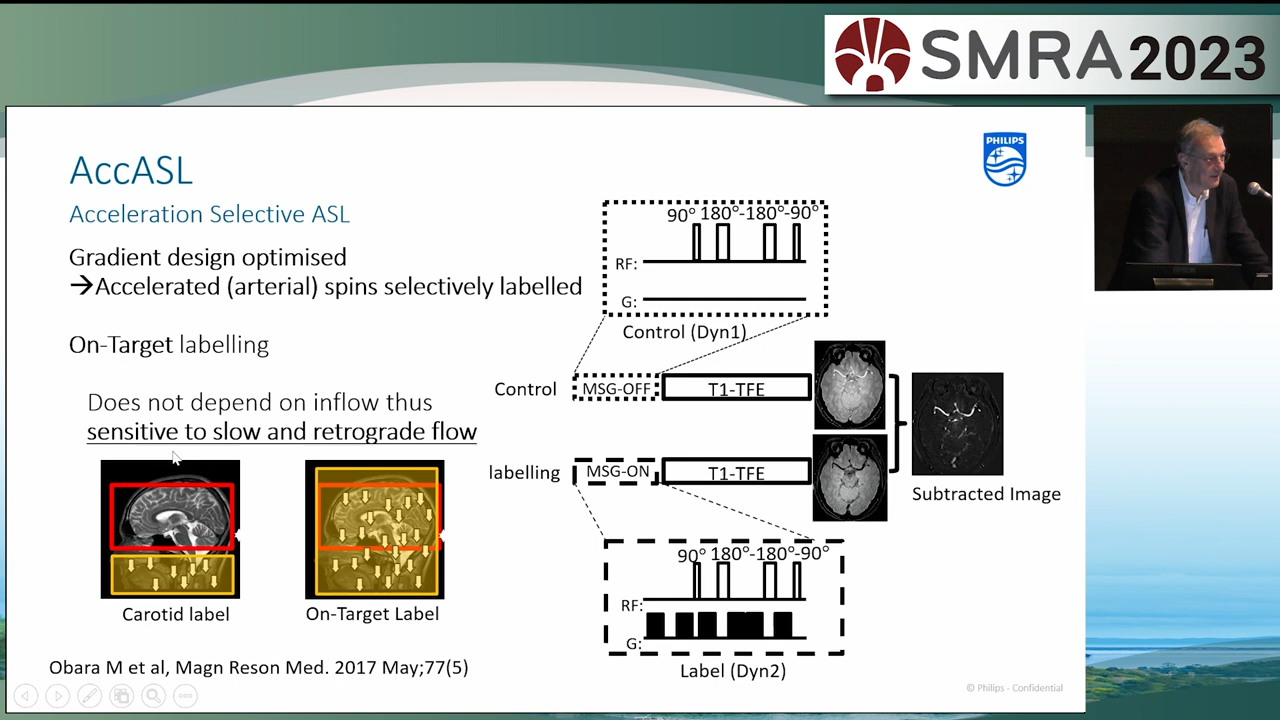 SMRA 2023
PHILIPS
AccASL
Acceleration Selective ASL
Gradient design optimised
→Accelerated (arterial) spins selectively labelled
On-Target labelling
Does not depend on inflow thus
sensitive to slow and retrograde flow
Carotid label
On-Target Label
Obara M et al, Magn Reson Med. 2017 May;77(5)
90° 180°-180°-90°
RF:
G:
Control (Dyn1)
Control
MSG-OFF
T1-TFE
labelling
MSG-ON
T1-TFE
Subtracted Image
90° 180°-180°-90°
RF:
G:
Label (Dyn2)
© Philips - Confidential